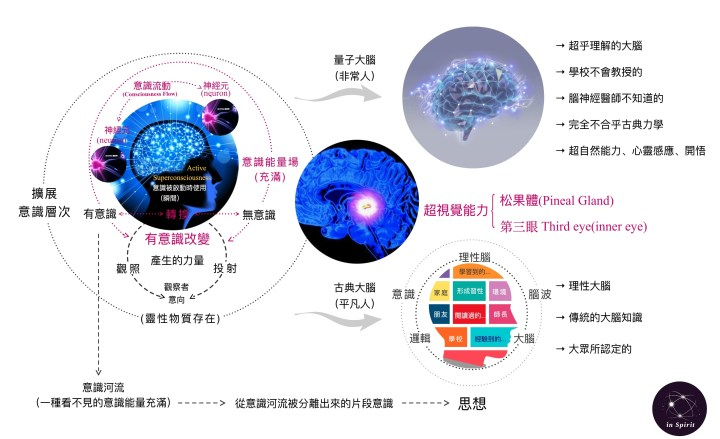 量子大腦
(非常人)
→ 超乎理解的大腦
→ 學校不會教授的
→ 腦神經醫師不知道的
→ 完全不合乎古典力學
→ 超自然能力、心靈感應、開悟
意識流動
(Consciousness Flow)
神經元
(neuron)
神經元
(neuron)
Active
Superconsciousness
意識被啟動時使用
(瞬間)
意識能量場
(充滿)
擴展
意識層次
有意識
轉換
無意識
有意識改變
觀照
產生的力量
投射
觀察者
意向
(靈性物質存在)
超視覺能力
松果體(Pineal Gland)
第三眼 Third eye(inner eye)
古典大腦
(平凡人)
理性腦
意識
腦波
邏輯
大腦
學習到的...
家庭
形成習性
環境
朋友
閱讀過的...
師長
學校
經驗到的...
→ 理性大腦
→ 傳統的大腦知識
→ 大眾所認定的
意識河流
(一種看不見的意識能量充滿)
從意識河流被分離出來的片段意識
思想
in Spirit